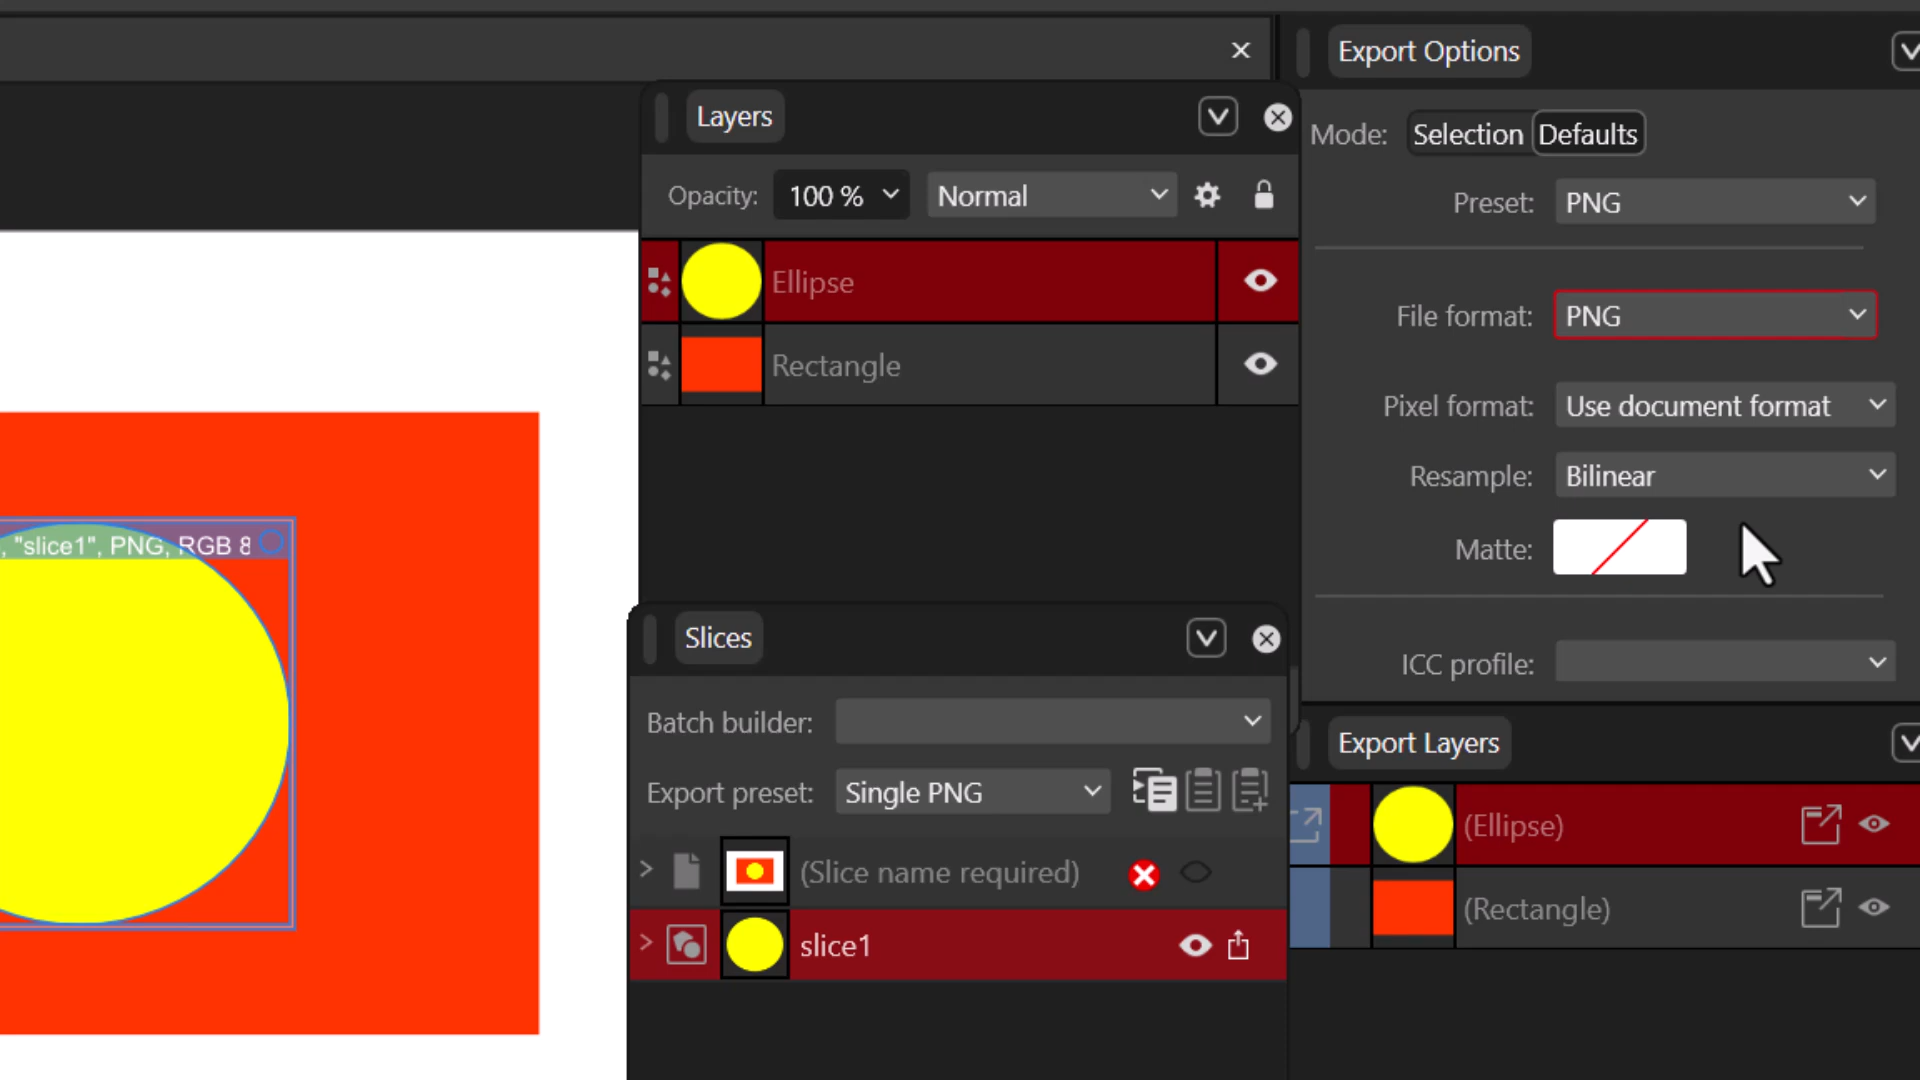 Export Options
Layers
Mode: Selection Defaults
Opacity: 100 % Normal
Preset: PNG
Ellipse
File format: PNG
Rectangle
Pixel format: Use document format
Resample: Bilinear
, "slice1", PNG, RGB 8
Matte:
Slices
ICC profile:
Batch builder:
Export Layers
Export preset: Single PNG
(Ellipse)
(Slice name required)
(Rectangle)
slice1